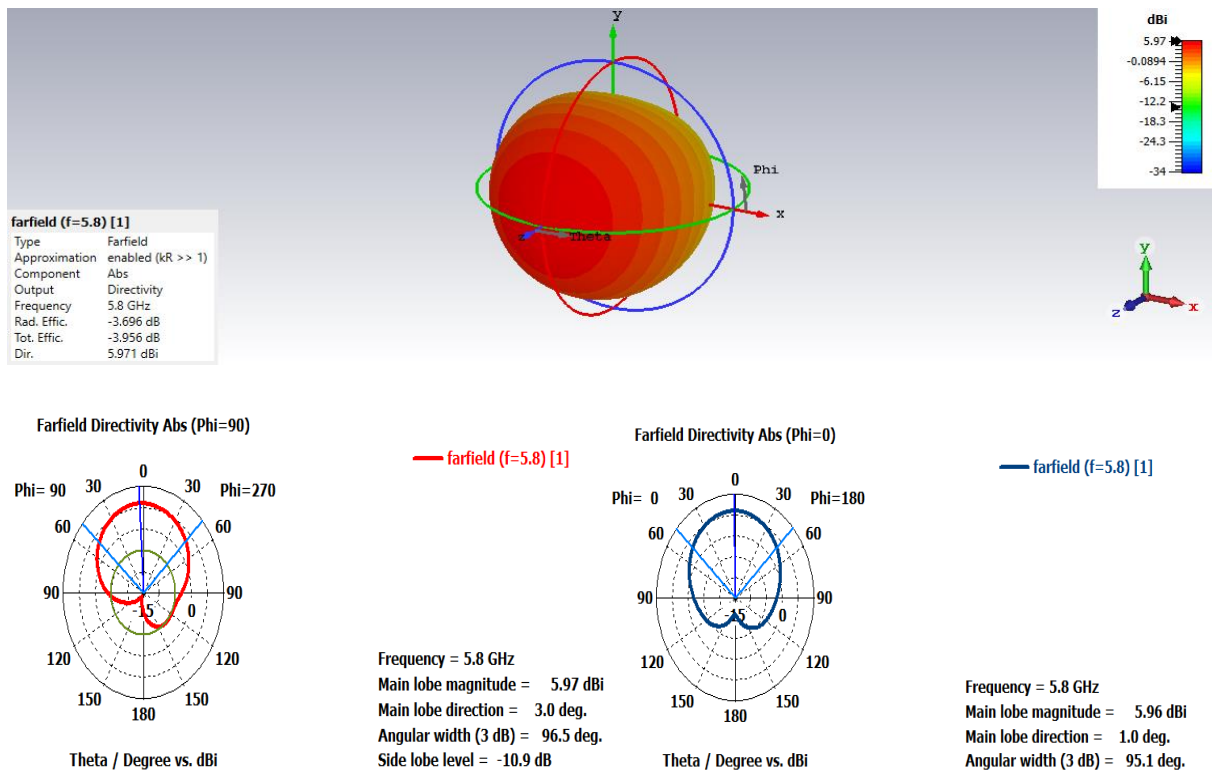 y
dBi
5.97
-0.0894
-6.15
-12.2
-18.3
-24.3
-34
Phi
x
z
Theta
y
z
x
farfield (f=5.8) [1]
Type Farfield
Approximation enabled (kR >> 1)
Component Abs
Output Directivity
Frequency 5.8 GHz
Rad. Effic. -3.696 dB
Tot. Effic. -3.956 dB
Dir. 5.971 dBi
Farfield Directivity Abs (Phi=90)
farfield (f=5.8) [1]
0
30 30
Phi= 90 Phi=270
60 60
90 90
-15 0
120 120
150 150
180
Theta / Degree vs. dBi
Frequency = 5.8 GHz
Main lobe magnitude = 5.97 dBi
Main lobe direction = 3.0 deg.
Angular width (3 dB) = 96.5 deg.
Side lobe level = -10.9 dB
Farfield Directivity Abs (Phi=0)
farfield (f=5.8) [1]
0
30 30
Phi= 0 Phi=180
60 60
90 90
-15 0
120 120
150 150
180
Theta / Degree vs. dBi
Frequency = 5.8 GHz
Main lobe magnitude = 5.96 dBi
Main lobe direction = 1.0 deg.
Angular width (3 dB) = 95.1 deg.